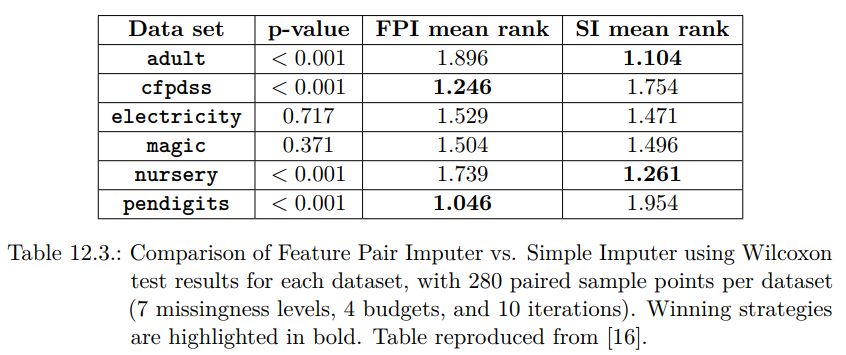 Data set p-value FPI mean rank SI mean rank
adult < 0.001 1.896 1.104
cfpdss < 0.001 1.246 1.754
electricity 0.717 1.529 1.471
magic 0.371 1.504 1.496
nursery < 0.001 1.739 1.261
pendigits < 0.001 1.046 1.954
Table 12.3.: Comparison of Feature Pair Imputer vs. Simple Imputer using Wilcoxon
test results for each dataset, with 280 paired sample points per dataset
(7 missingness levels, 4 budgets, and 10 iterations). Winning strategies
are highlighted in bold. Table reproduced from [16].